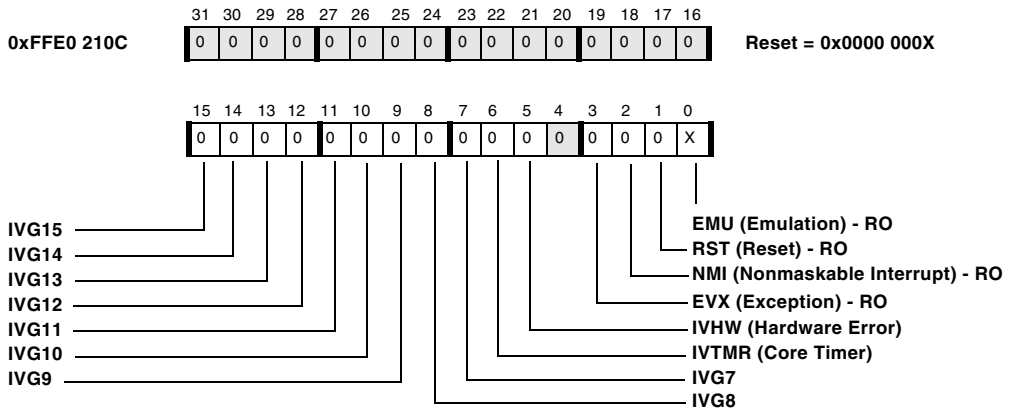 31 30 29 28 27 26 25 24 23 22 21 20 19 18 17 16
0xFFE0 210C 0 0 0 0 0 0 0 0 0 0 0 0 0 0 0 0 Reset = 0x0000 000X
15 14 13 12 11 10 9 8 7 6 5 4 3 2 1 0
0 0 0 0 0 0 0 0 0 0 0 0 0 0 0 X
IVG15
IVG14
IVG13
IVG12
IVG11
IVG10
IVG9
EMU (Emulation) - RO
RST (Reset) - RO
NMI (Nonmaskable Interrupt) - RO
EVX (Exception) - RO
IVHW (Hardware Error)
IVTMR (Core Timer)
IVG7
IVG8